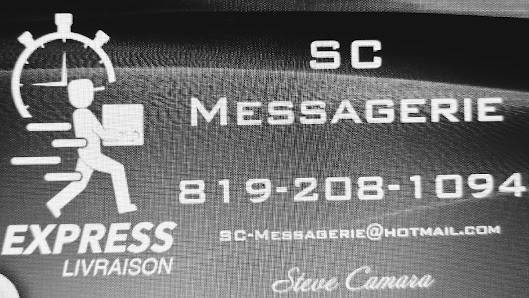 SC
MESSAGERIE
819-208-1094
SC-MESSAGERIE@HOTMAIL.COM
Steve Camara
EXPRESS
LIVRAISON